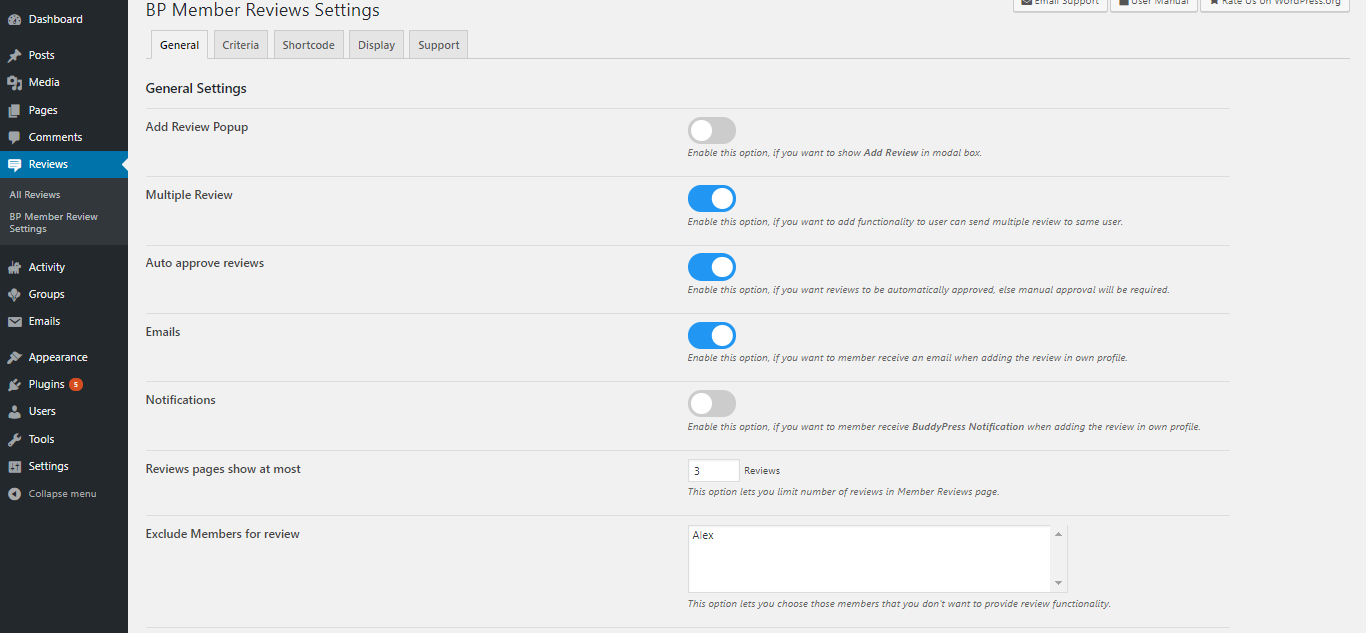 Dashboard
Posts
Media
Pages
Comments
Reviews
All Reviews
BP Member Review
Settings
Activity
Groups
Emails
Appearance
Plugins 5
Users
Tools
Settings
Collapse menu
BP Member Reviews Settings
Email Support
User Manual
Rate Us on WordPress.org
General
Criteria
Shortcode
Display
Support
General Settings
Add Review Popup
Enable this option, if you want to show Add Review in modal box.
Multiple Review
Enable this option, if you want to add functionality to user can send multiple review to same user.
Auto approve reviews
Enable this option, if you want reviews to be automatically approved, else manual approval will be required.
Emails
Enable this option, if you want to member receive an email when adding the review in own profile.
Notifications
Enable this option, if you want to member receive BuddyPress Notification when adding the review in own profile.
Reviews pages show at most
3 Reviews
This option lets you limit number of reviews in Member Reviews page.
Exclude Members for review
Alex
This option lets you choose those members that you don't want to provide review functionality.